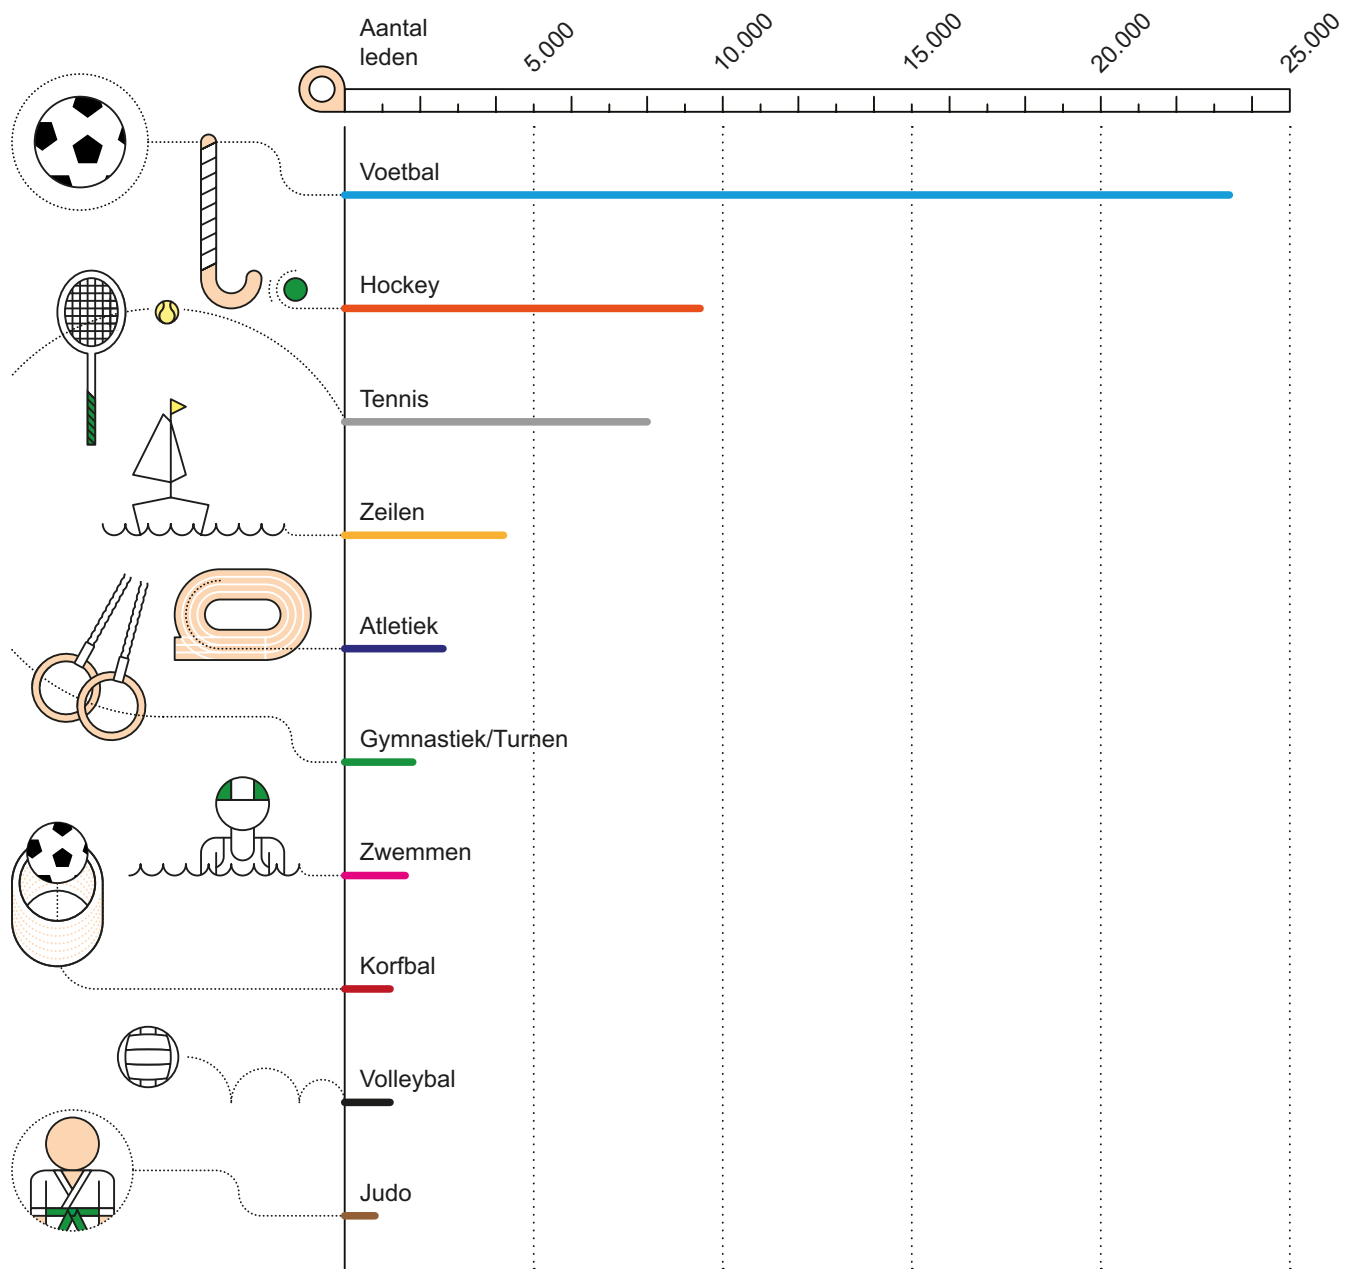 Aantal
leden
5.000
10.000
15.000
20.000
25.000
Voetbal
Hockey
Tennis
Zeilen
Atletiek
Gymnastiek/Turnen
Zwemmen
Korfbal
Volleybal
Judo